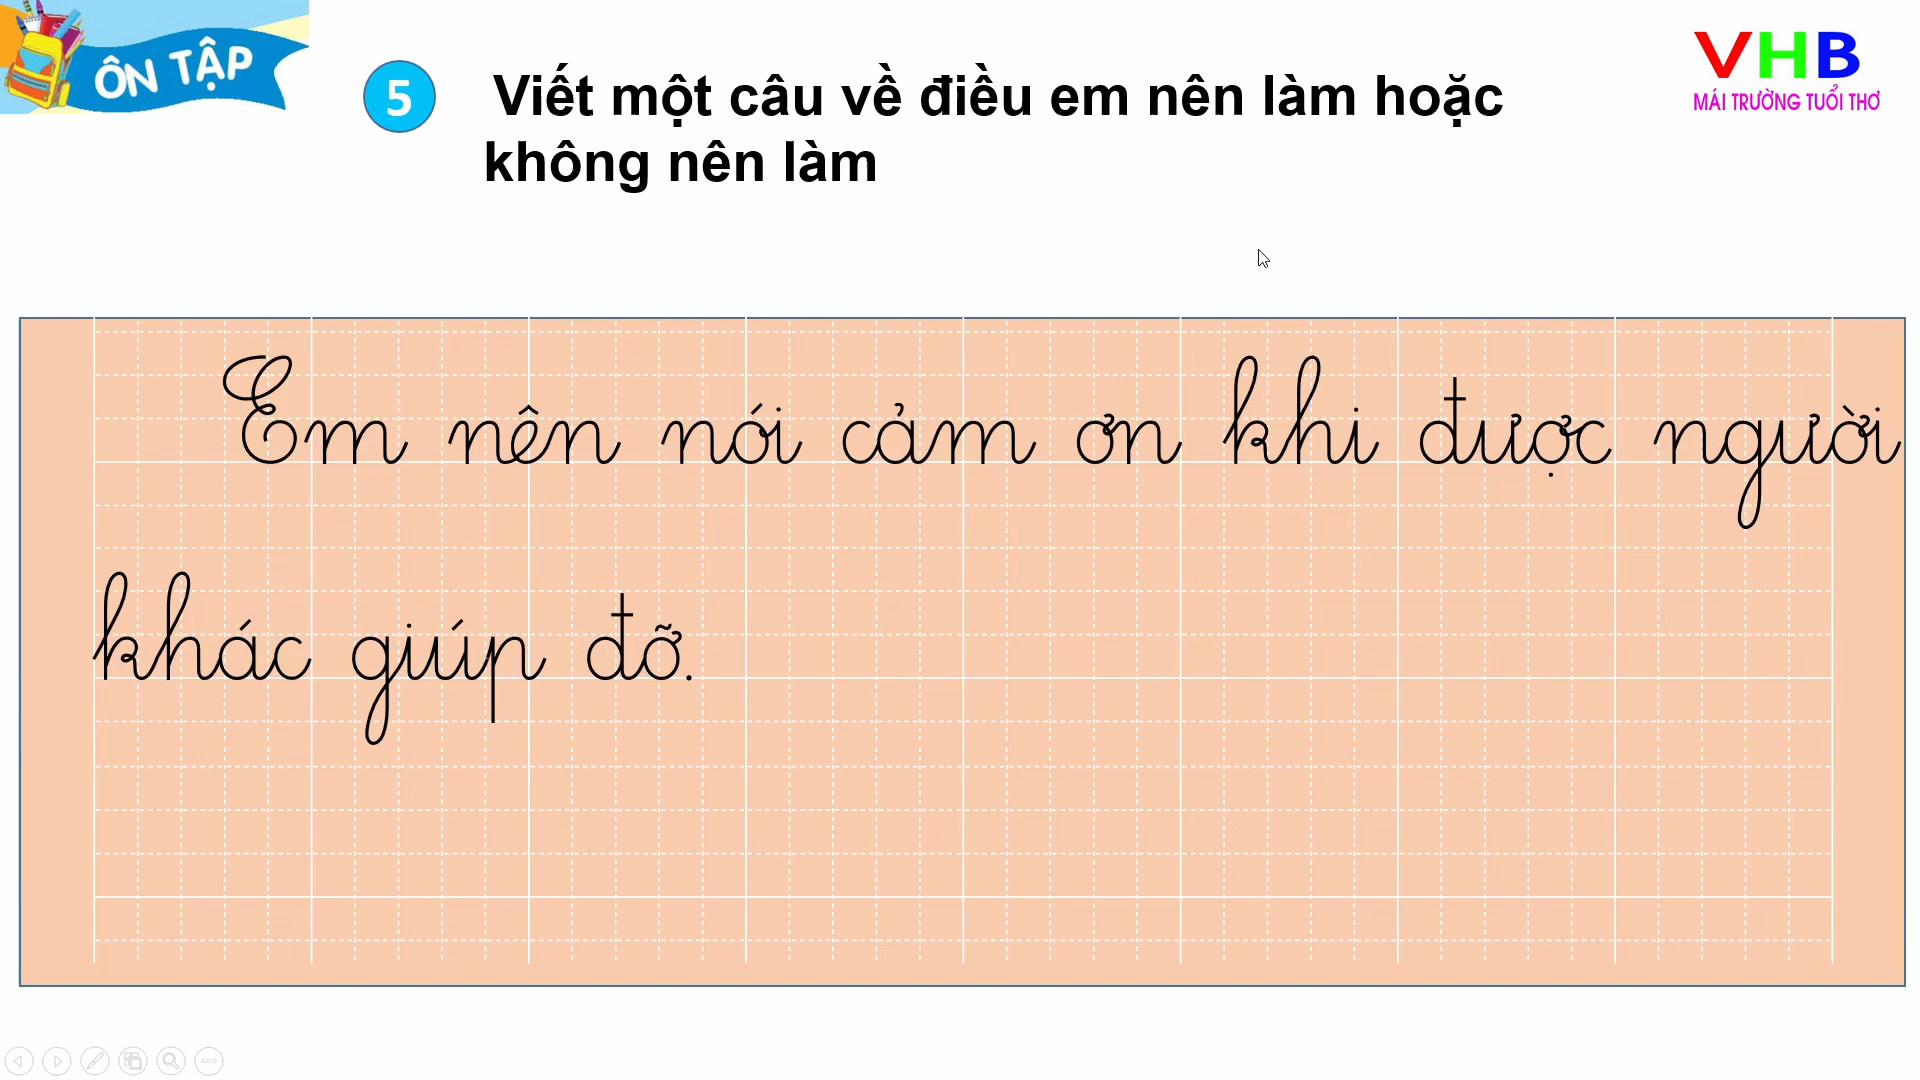 ÔN TẬP
VHB
MÁI TRƯỜNG TUỔI THƠ
5 Viết một câu về điều em nên làm hoặc
không nên làm
Em nên nói cảm ơn khi được người
khác giúp đỡ.